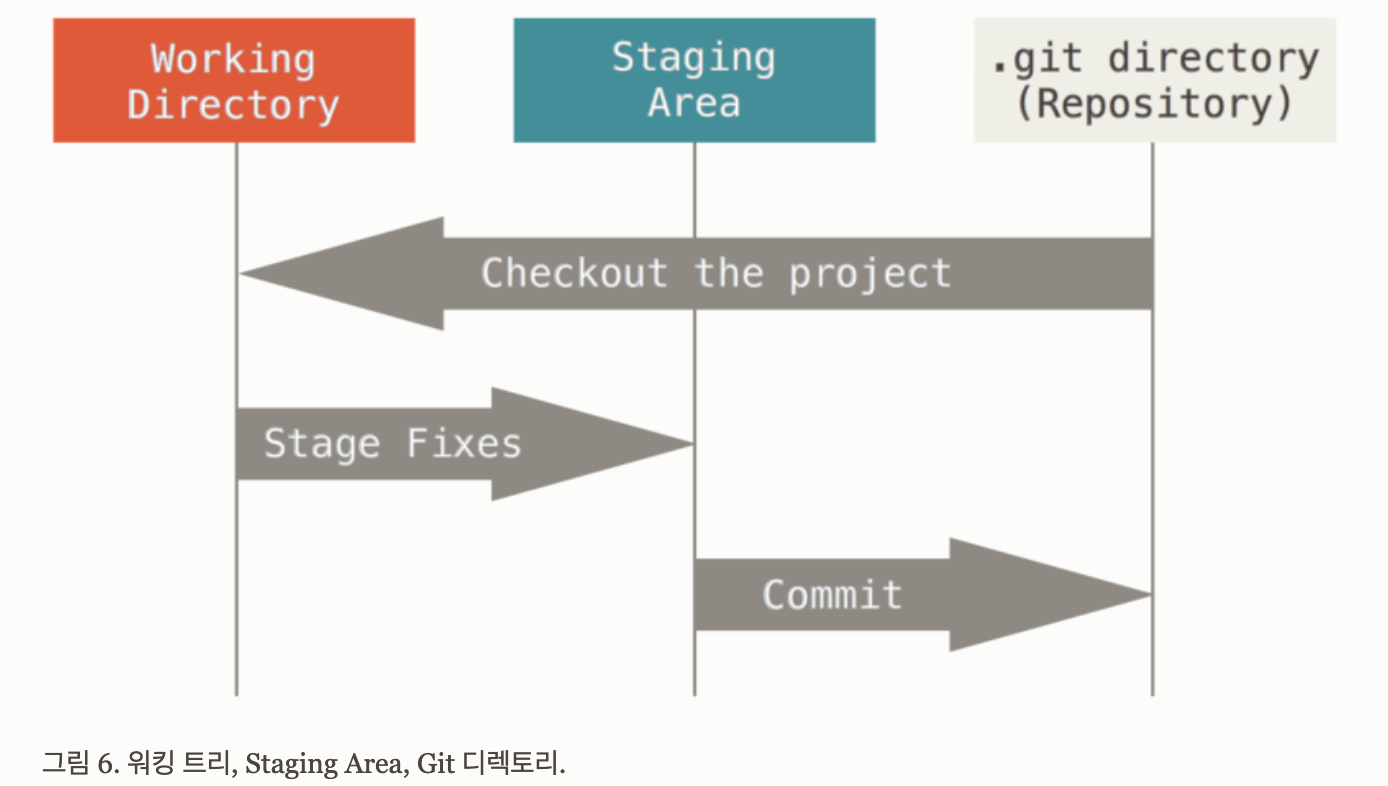 Working
Directory
Staging
Area
.git directory
(Repository)
Checkout the project
Stage Fixes
Commit
그림 6. 워킹 트리, Staging Area, Git 디렉토리.